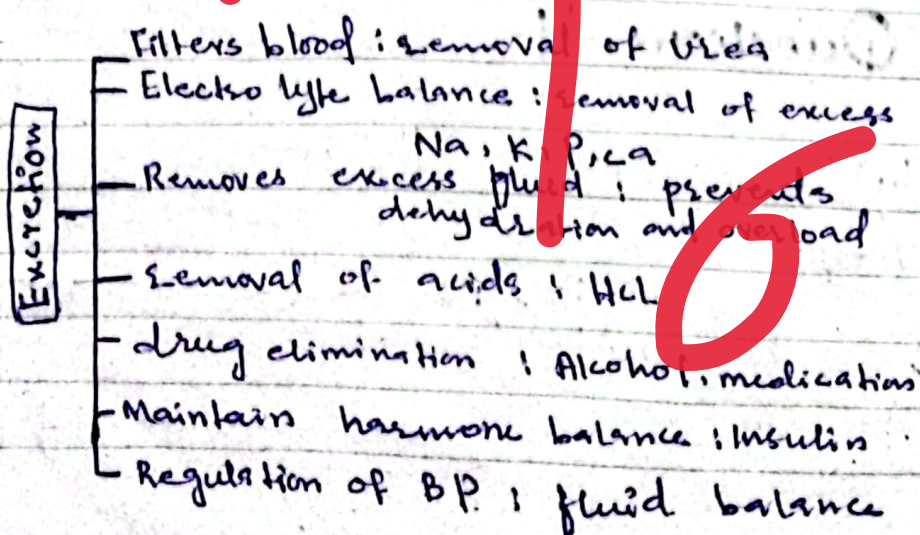 Excretion
Filters blood : removal of Urea
Electrolyte balance : removal of excess
Na, K, P, ca
Removes excess fluid : prevents
dehydration and overload
removal of acids : HCL
drug elimination : Alcohol, medications
Maintain harmone balance : Insulin
Regulation of BP : fluid balance
16